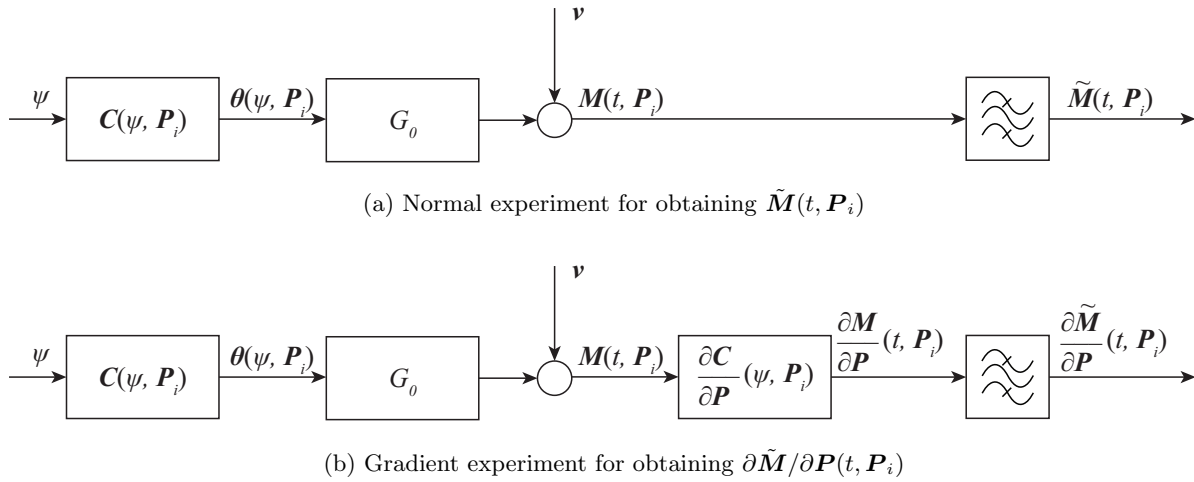 v
ψ
C(ψ, P_i)
θ(ψ, P_i)
G_0
M(t, P_i)
M̃(t, P_i)
(a) Normal experiment for obtaining M̃(t, P_i)
v
ψ
C(ψ, P_i)
θ(ψ, P_i)
G_0
M(t, P_i)
∂C/∂P (ψ, P_i)
∂M/∂P (t, P_i)
∂M̃/∂P (t, P_i)
(b) Gradient experiment for obtaining ∂M̃/∂P(t, P_i)